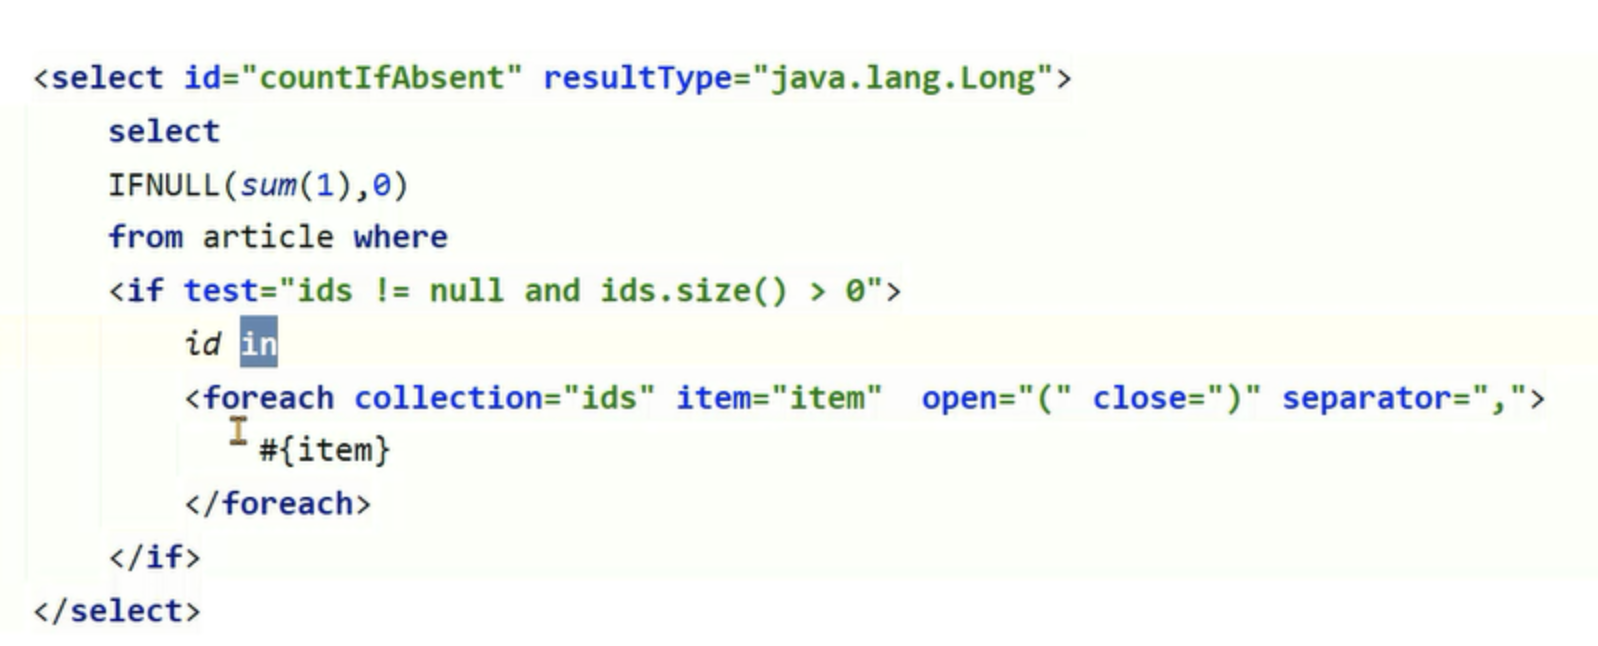 <select id="countIfAbsent" resultType="java.lang.Long">
select
IFNULL(sum(1),0)
from article where
<if test="ids != null and ids.size() > 0">
id in
<foreach collection="ids" item="item"  open="(" close=")" separator=",">
#{item}
</foreach>
</if>
</select>